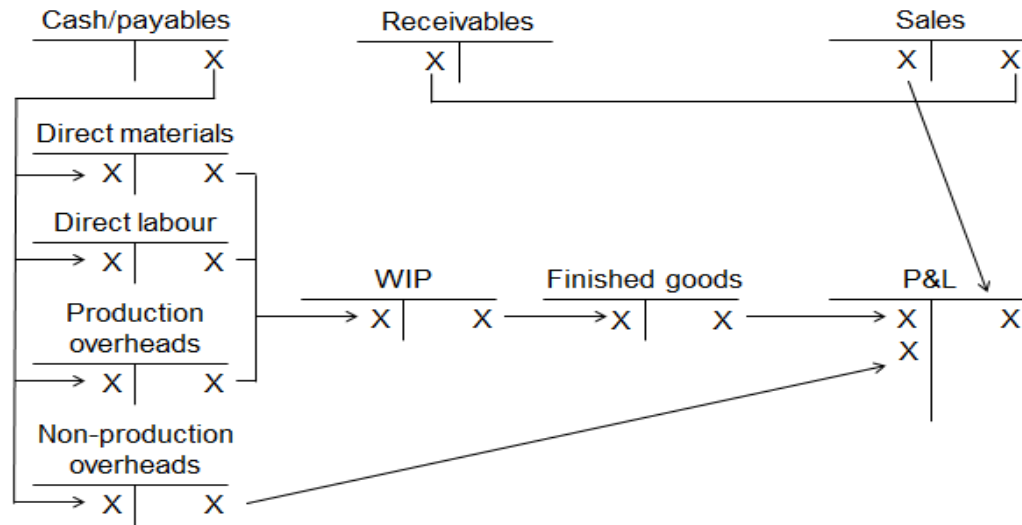 Cash/payables
Receivables
Sales
X
X
X X
Direct materials
X X
Direct labour
X X
WIP
Finished goods
P&L
Production
overheads
X X
X X
X X
X X
X
Non-production
overheads
X X